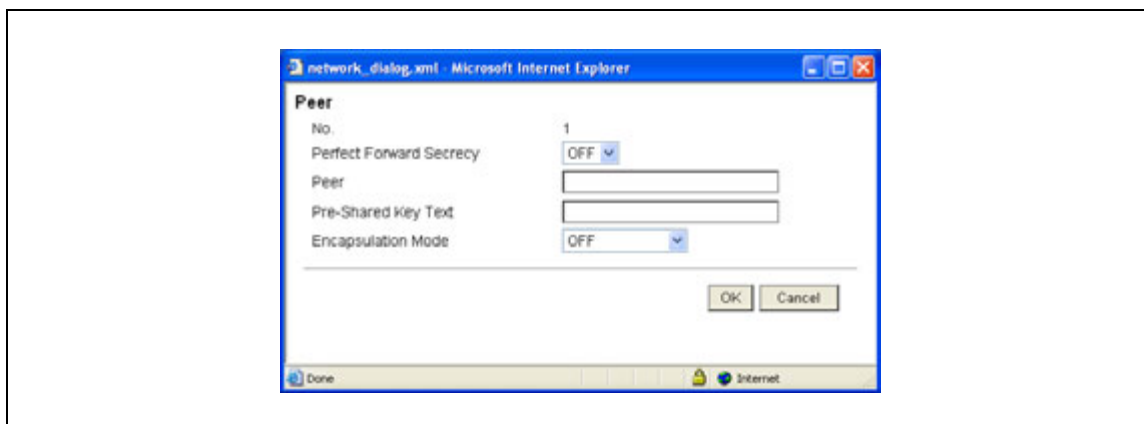 network_dialog.xml - Microsoft Internet Explorer
Peer
No. 1
Perfect Forward Secrecy OFF
Peer
Pre-Shared Key Text
Encapsulation Mode OFF
OK Cancel
Done Internet